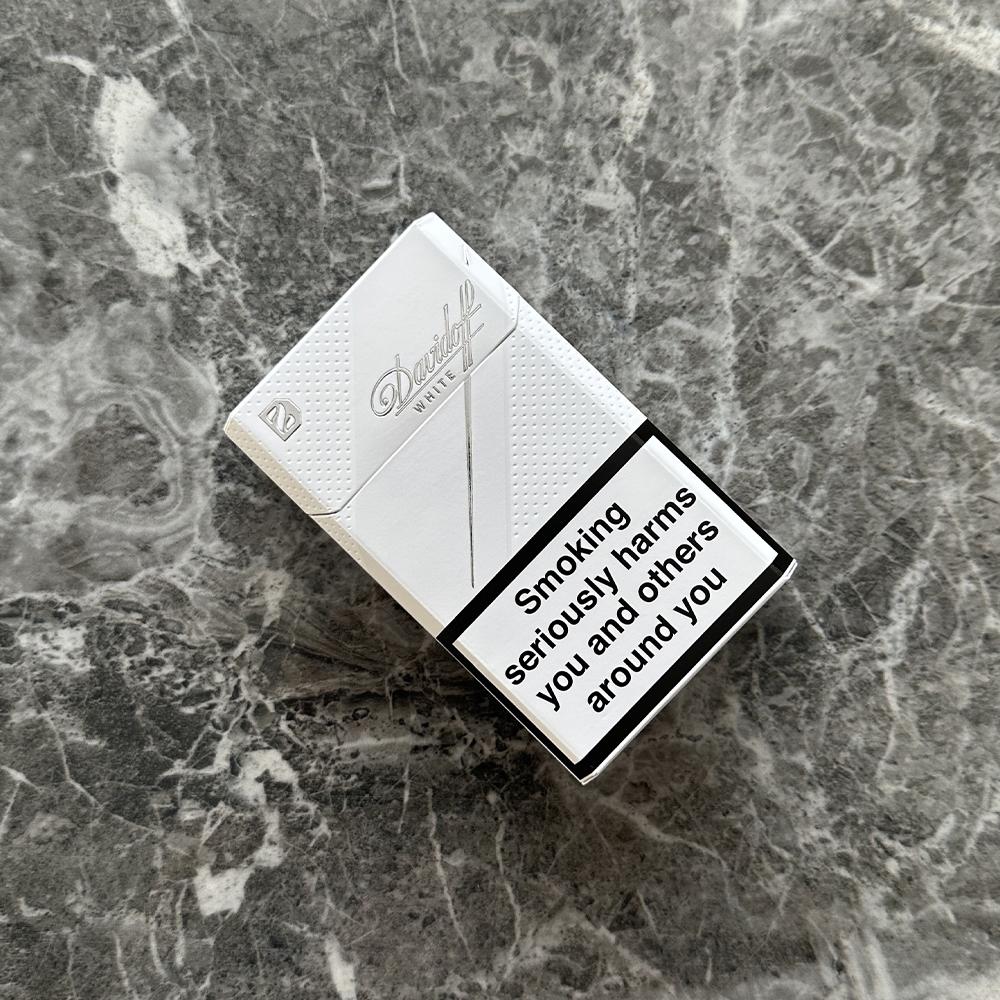 Davidoff
WHITE
Smoking
seriously harms
you and others
around you